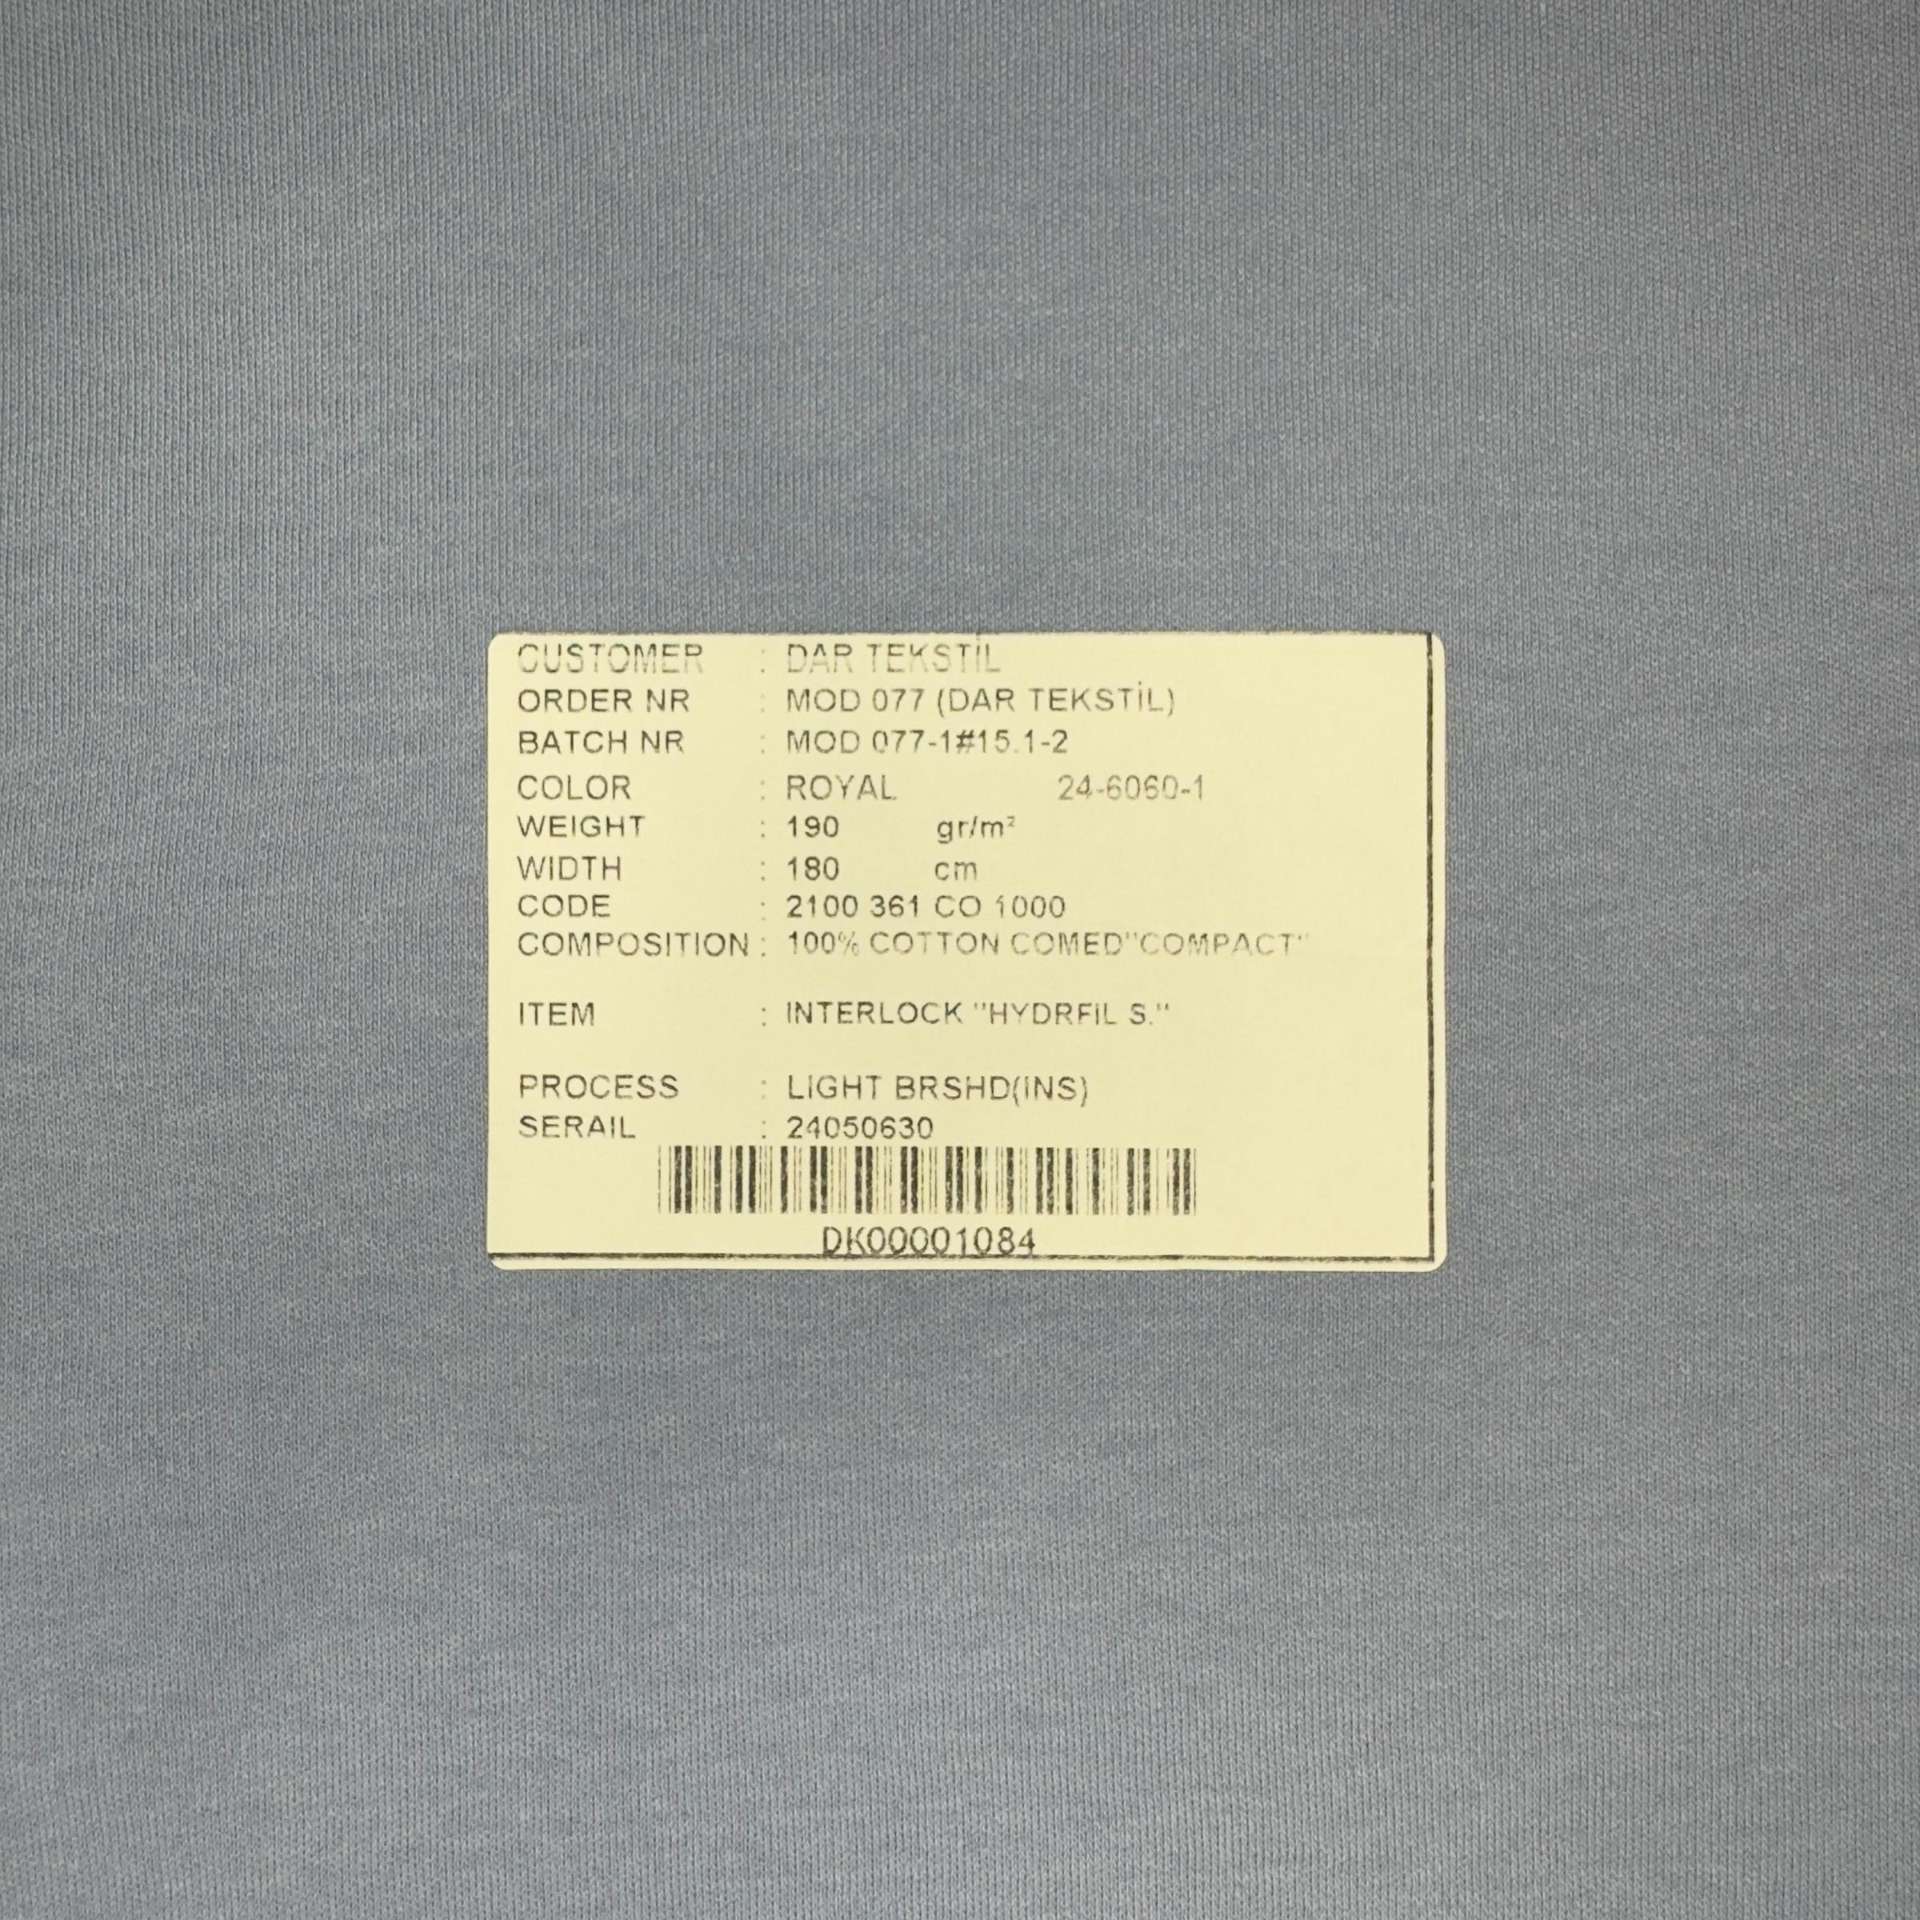 CUSTOMER : DAR TEKSTİL
ORDER NR : MOD 077 (DAR TEKSTİL)
BATCH NR : MOD 077-1#15.1-2
COLOR : ROYAL 24-6060-1
WEIGHT : 190 gr/m²
WIDTH : 180 cm
CODE : 2100 361 CO 1000
COMPOSITION : 100% COTTON COMED"COMPACT"
ITEM : INTERLOCK "HYDRFIL S."
PROCESS : LIGHT BRSHD(INS)
SERAIL : 24050630
DK00001084